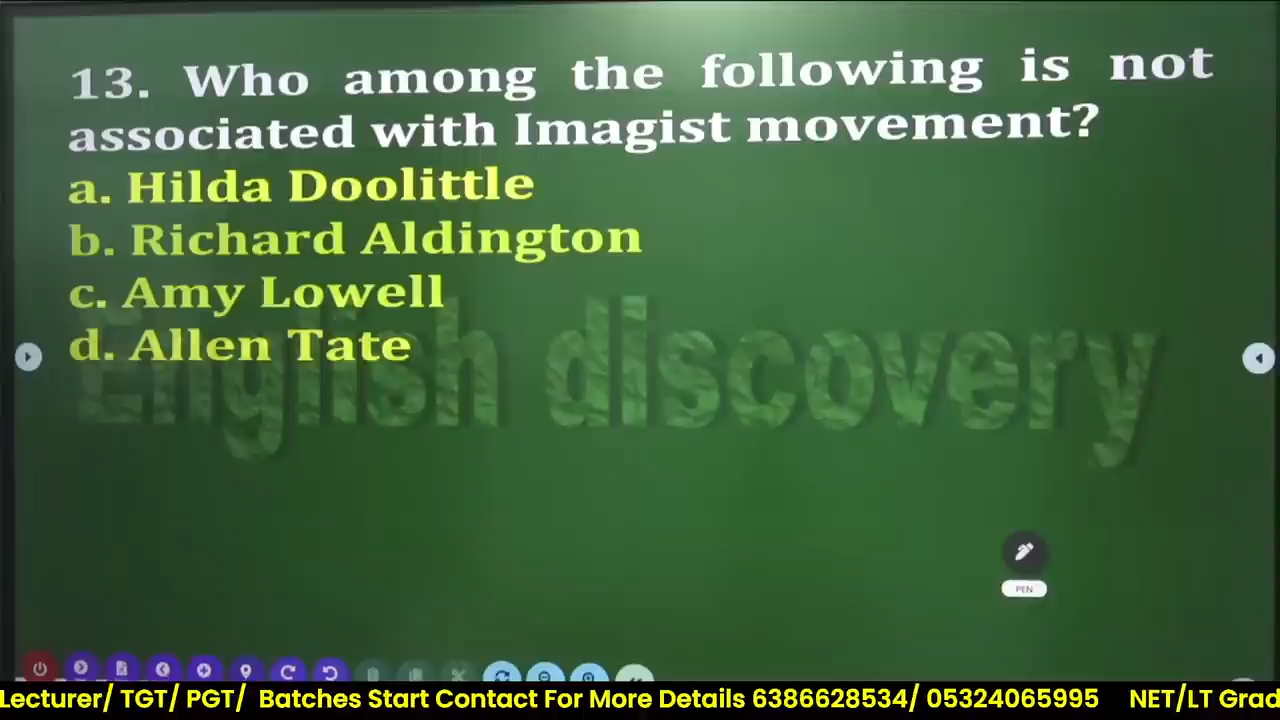 13. Who among the following is not
associated with Imagist movement?
a. Hilda Doolittle
b. Richard Aldington
c. Amy Lowell
d. Allen Tate
English discovery
PEN
Lecturer/ TGT/ PGT/ Batches Start Contact For More Details 6386628534/ 05324065995 NET/LT Grad